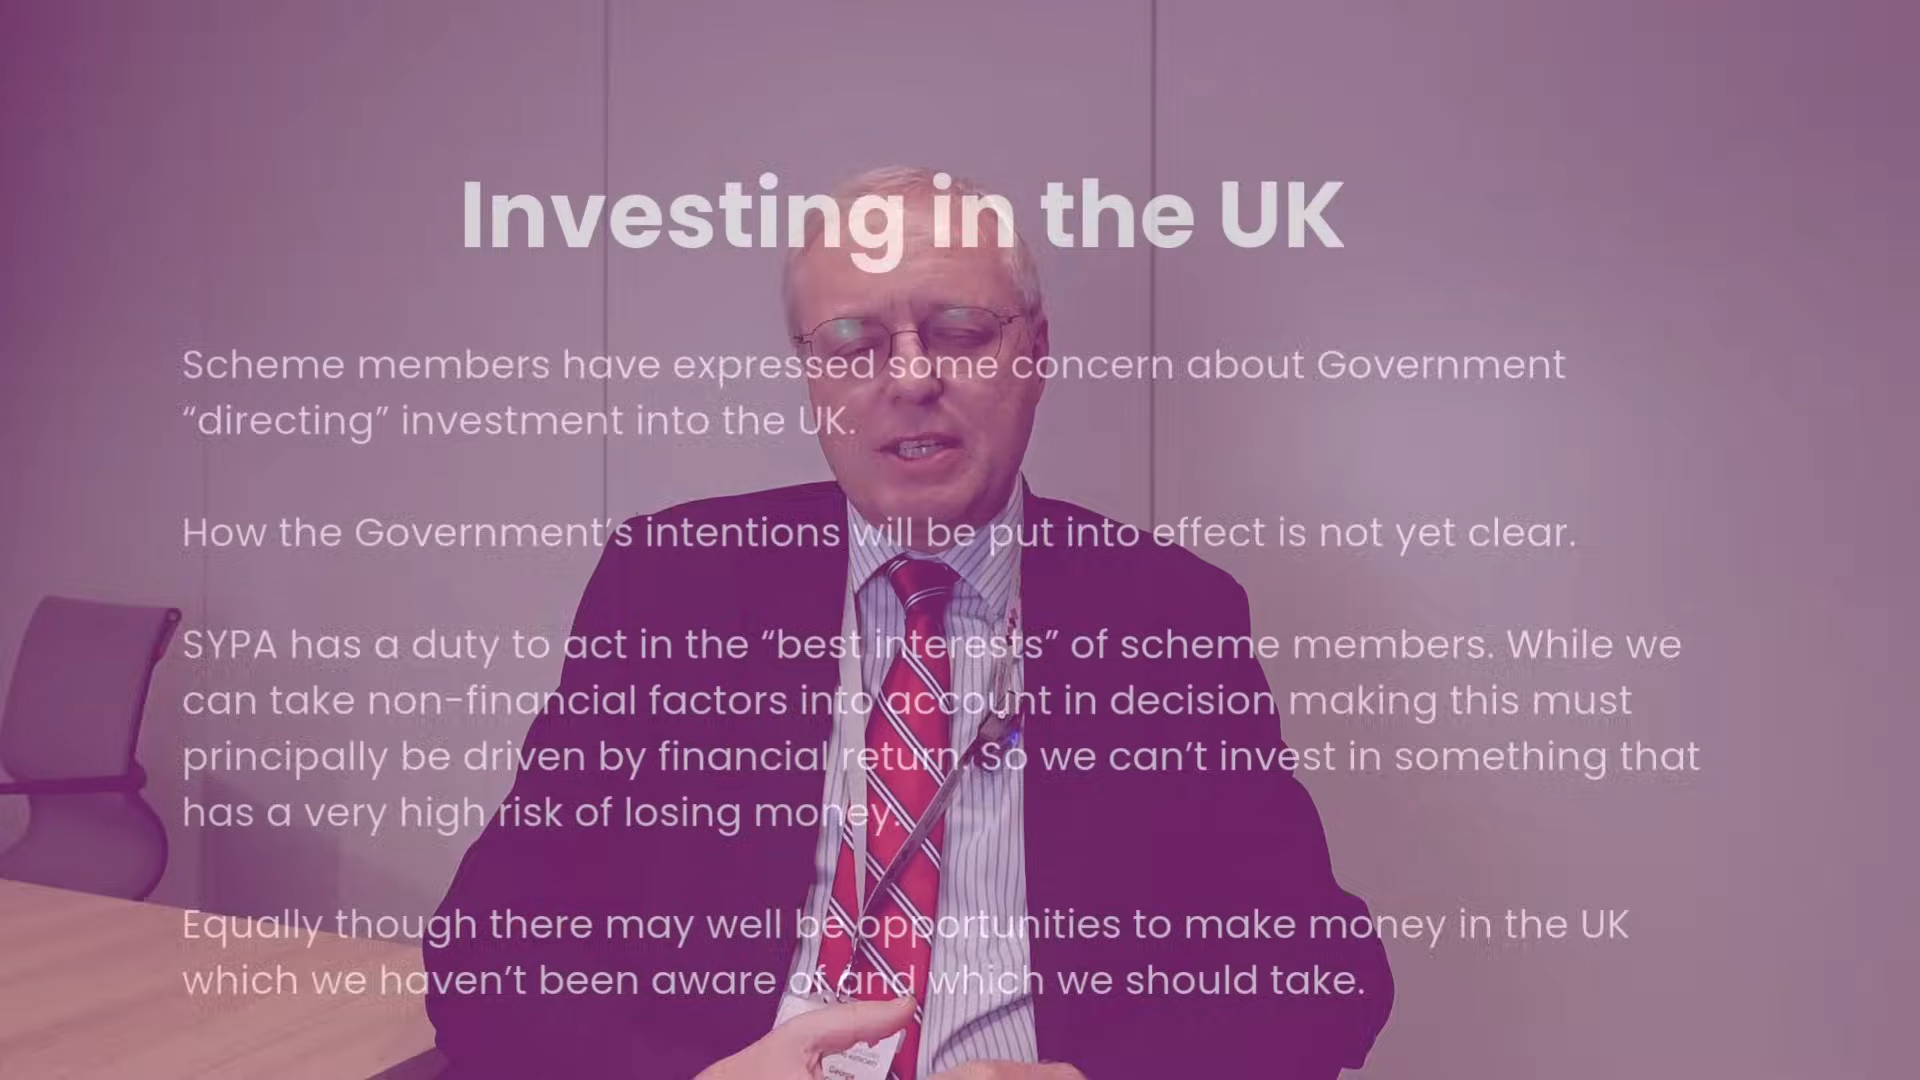 Investing in the UK
Scheme members have expressed some concern about Government
“directing” investment into the UK.
How the Government’s intentions will be put into effect is not yet clear.
SYPA has a duty to act in the “best interests” of scheme members. While we
can take non-financial factors into account in decision making this must
principally be driven by financial return. So we can’t invest in something that
has a very high risk of losing money.
Equally though there may well be opportunities to make money in the UK
which we haven’t been aware of and which we should take.
George